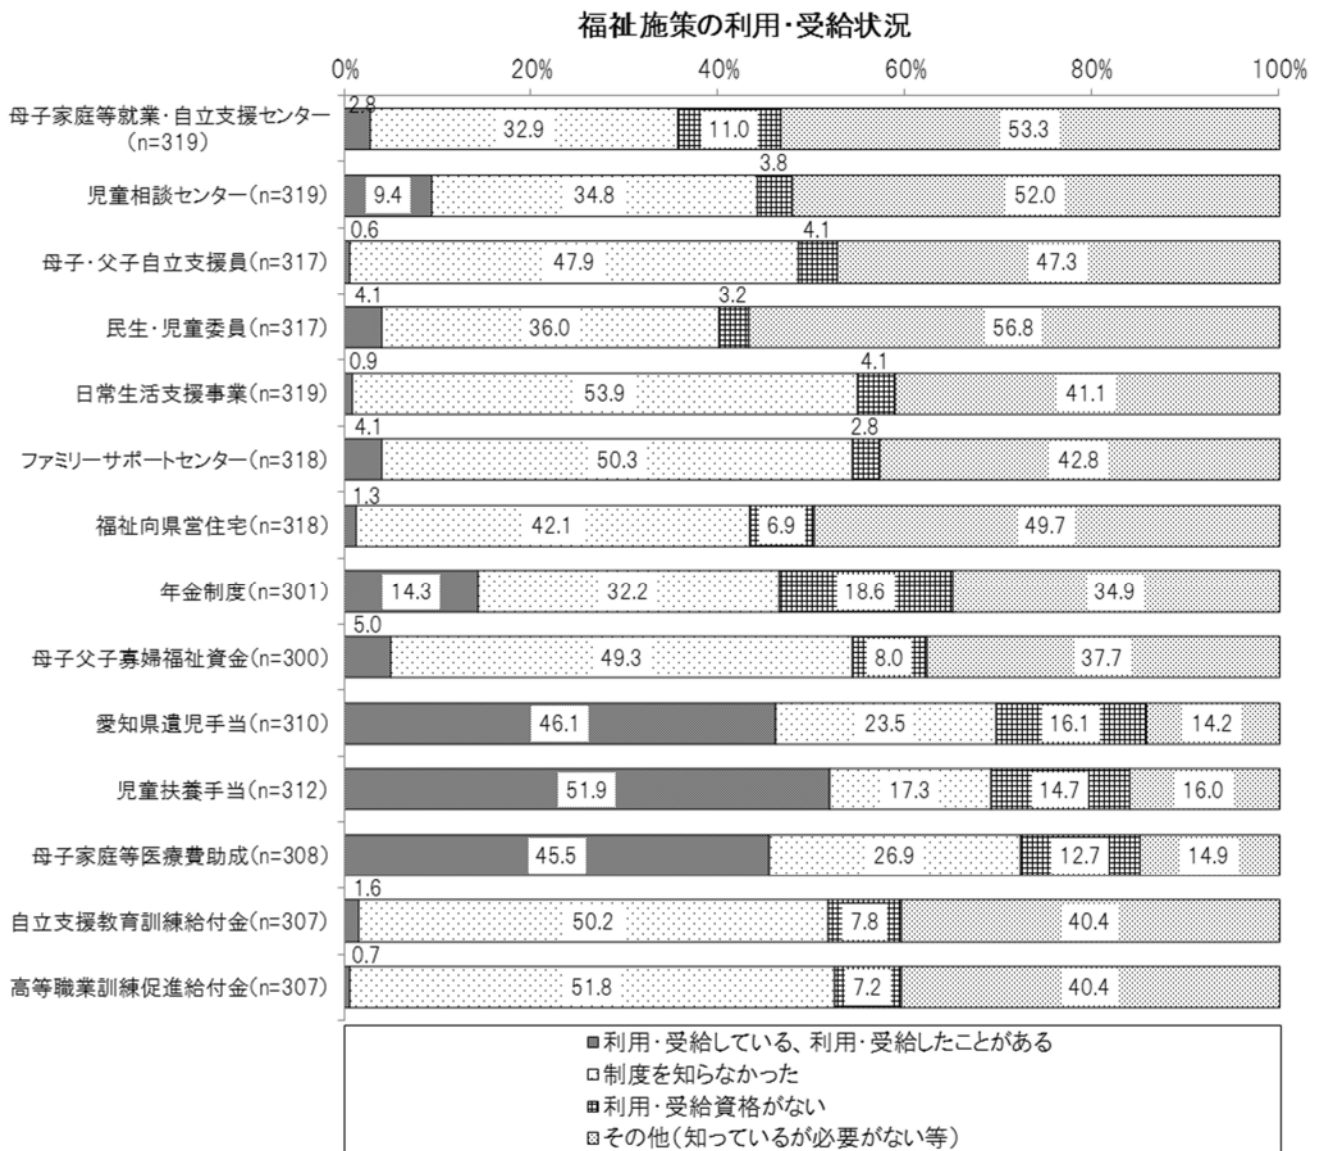 福祉施策の利用・受給状況
0% 20% 40% 60% 80% 100%
母子家庭等就業・自立支援センター
(n=319)
2.8 32.9 11.0 53.3
児童相談センター(n=319) 9.4 34.8 3.8 52.0
母子・父子自立支援員(n=317) 0.6 47.9 4.1 47.3
民生・児童委員(n=317) 4.1 36.0 3.2 56.8
日常生活支援事業(n=319) 0.9 53.9 4.1 41.1
ファミリーサポートセンター(n=318) 4.1 50.3 2.8 42.8
福祉向県営住宅(n=318) 1.3 42.1 6.9 49.7
年金制度(n=301) 14.3 32.2 18.6 34.9
母子父子寡婦福祉資金(n=300) 5.0 49.3 8.0 37.7
愛知県遺児手当(n=310) 46.1 23.5 16.1 14.2
児童扶養手当(n=312) 51.9 17.3 14.7 16.0
母子家庭等医療費助成(n=308) 45.5 26.9 12.7 14.9
自立支援教育訓練給付金(n=307) 1.6 50.2 7.8 40.4
高等職業訓練促進給付金(n=307) 0.7 51.8 7.2 40.4
利用・受給している、利用・受給したことがある
制度を知らなかった
利用・受給資格がない
その他(知っているが必要がない等)